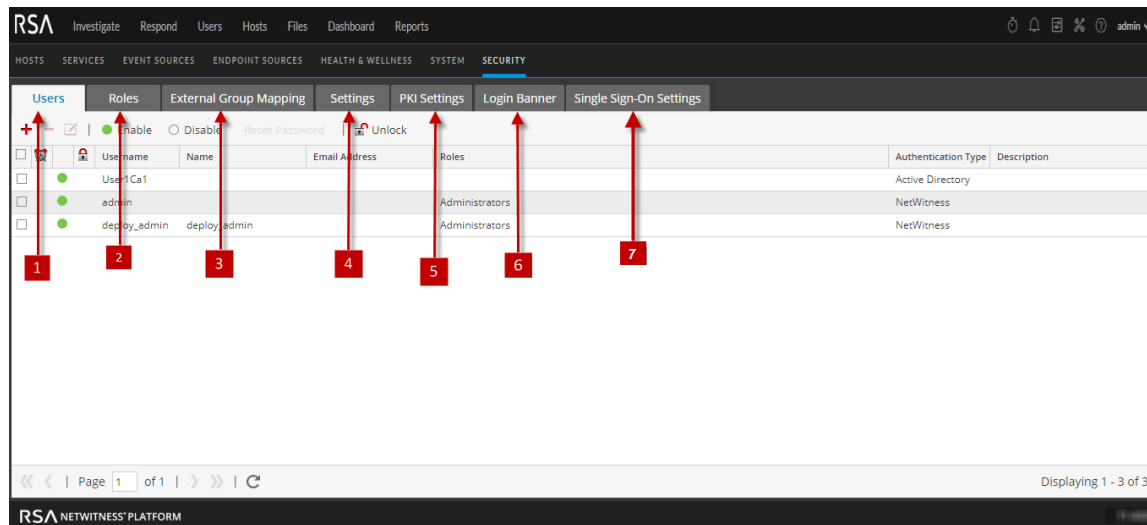 RSA Investigate Respond Users Hosts Files Dashboard Reports admin
HOSTS SERVICES EVENT SOURCES ENDPOINT SOURCES HEALTH & WELLNESS SYSTEM SECURITY
Users Roles External Group Mapping Settings PKI Settings Login Banner Single Sign-On Settings
Enable Disable Reset Password Unlock
Username Name Email Address Roles Authentication Type Description
User1Ca1 Active Directory
admin Administrators NetWitness
deploy_admin deploy_admin Administrators NetWitness
1 2 3 4 5 6 7
Page 1 of 1 Displaying 1 - 3 of 3
RSA NETWITNESS® PLATFORM